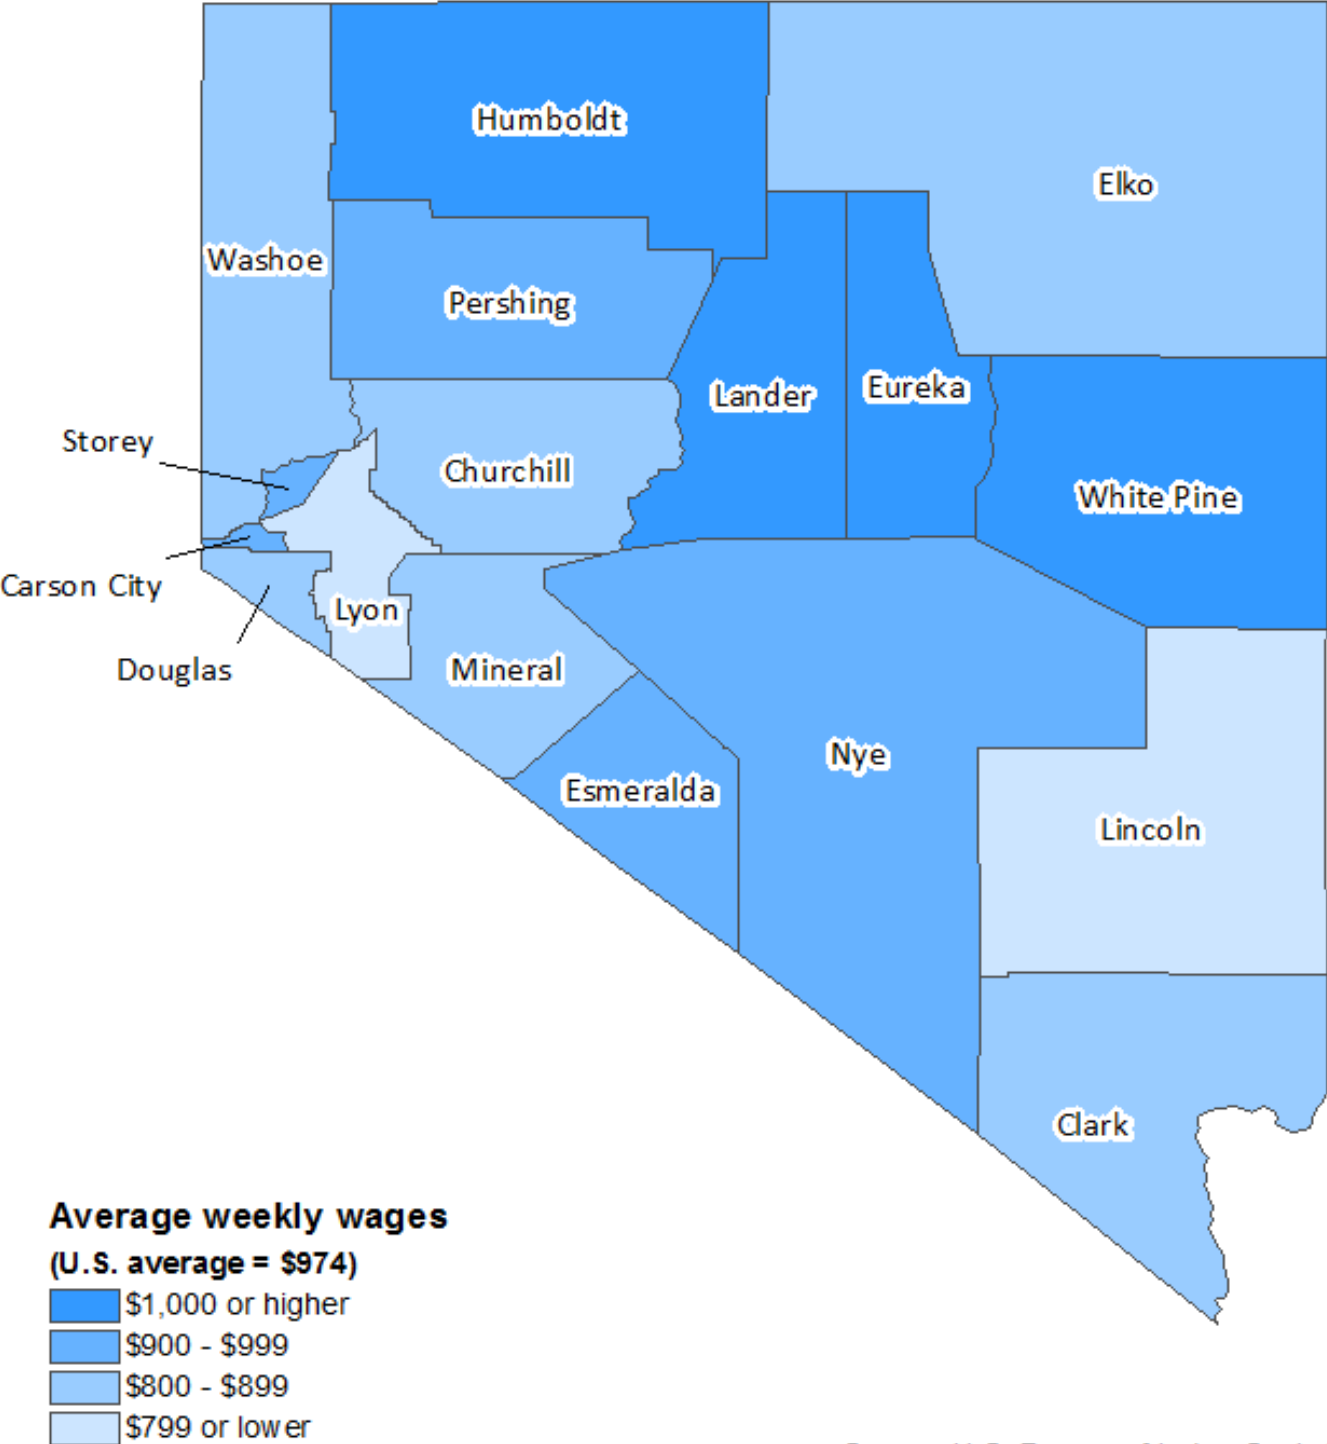 Humboldt
Elko
Washoe
Pershing
Lander
Eureka
Storey
Churchill
White Pine
Carson City
Lyon
Douglas
Mineral
Nye
Esmeralda
Lincoln
Clark
Average weekly wages
(U.S. average = $974)
$1,000 or higher
$900 - $999
$800 - $899
$799 or lower